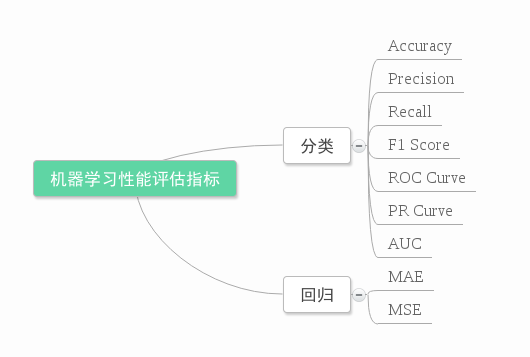 机器学习性能评估指标
分类
Accuracy
Precision
Recall
F1 Score
ROC Curve
PR Curve
AUC
回归
MAE
MSE